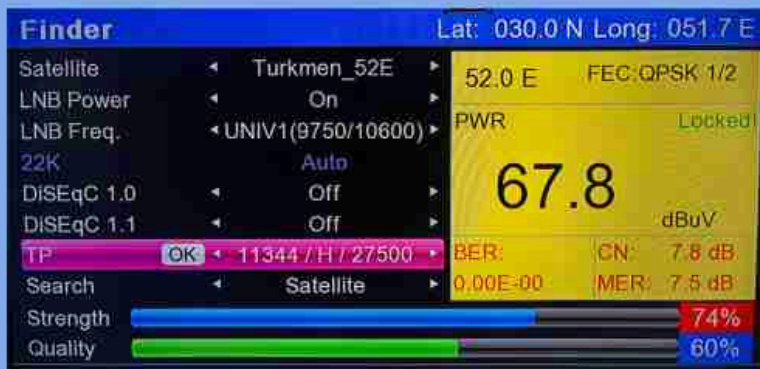 Finder Lat: 030.0 N Long: 051.7 E
Satellite Turkmen_52E
LNB Power On
LNB Freq. UNIV1(9750/10600)
22K Auto
DiSEqC 1.0 Off
DiSEqC 1.1 Off
TP OK 11344 / H / 27500
Search Satellite
52.0 E FEC:QPSK 1/2
PWR Locked!
67.8
dBuV
BER: CN: 7.8 dB
0.00E-00 MER: 7.5 dB
Strength 74%
Quality 60%